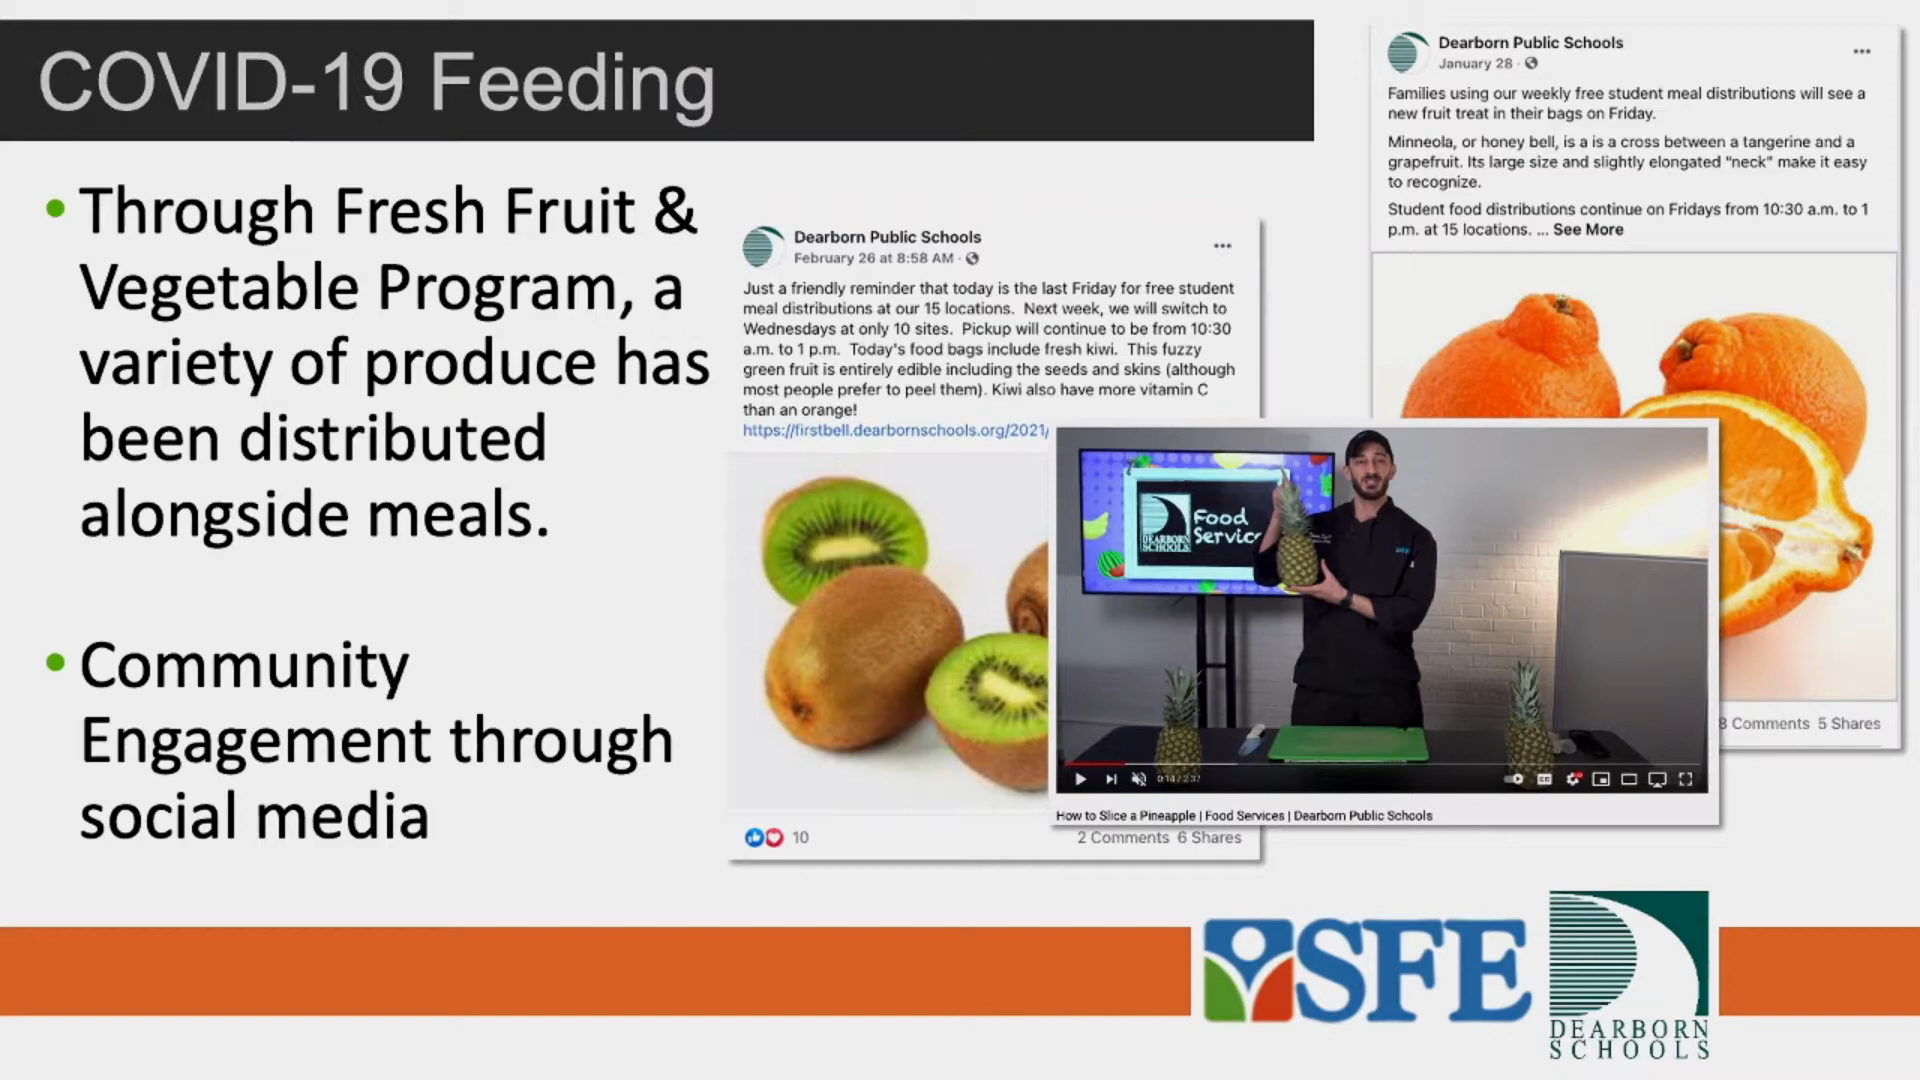 COVID-19 Feeding
• Through Fresh Fruit &
Vegetable Program, a
variety of produce has
been distributed
alongside meals.
• Community
Engagement through
social media
Dearborn Public Schools
February 26 at 8:58 AM ·
Just a friendly reminder that today is the last Friday for free student
meal distributions at our 15 locations. Next week, we will switch to
Wednesdays at only 10 sites. Pickup will continue to be from 10:30
a.m. to 1 p.m. Today's food bags include fresh kiwi. This fuzzy
green fruit is entirely edible including the seeds and skins (although
most people prefer to peel them). Kiwi also have more vitamin C
than an orange!
https://firstbell.dearbornschools.org/2021/
10
2 Comments 6 Shares
Dearborn Public Schools
January 28 ·
Families using our weekly free student meal distributions will see a
new fruit treat in their bags on Friday.
Minneola, or honey bell, is a is a cross between a tangerine and a
grapefruit. Its large size and slightly elongated "neck" make it easy
to recognize.
Student food distributions continue on Fridays from 10:30 a.m. to 1
p.m. at 15 locations. ... See More
8 Comments 5 Shares
Food
Servic
DEARBORN
SCHOOLS
0:14 / 2:37
How to Slice a Pineapple | Food Services | Dearborn Public Schools
SFE
DEARBORN
SCHOOLS